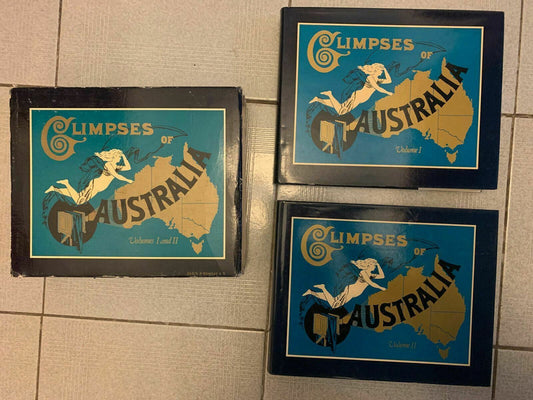 GLIMPSES
OF
AUSTRALIA
Volumes I and II
GLIMPSES
OF
AUSTRALIA
Volume I
GLIMPSES
OF
AUSTRALIA
Volume II